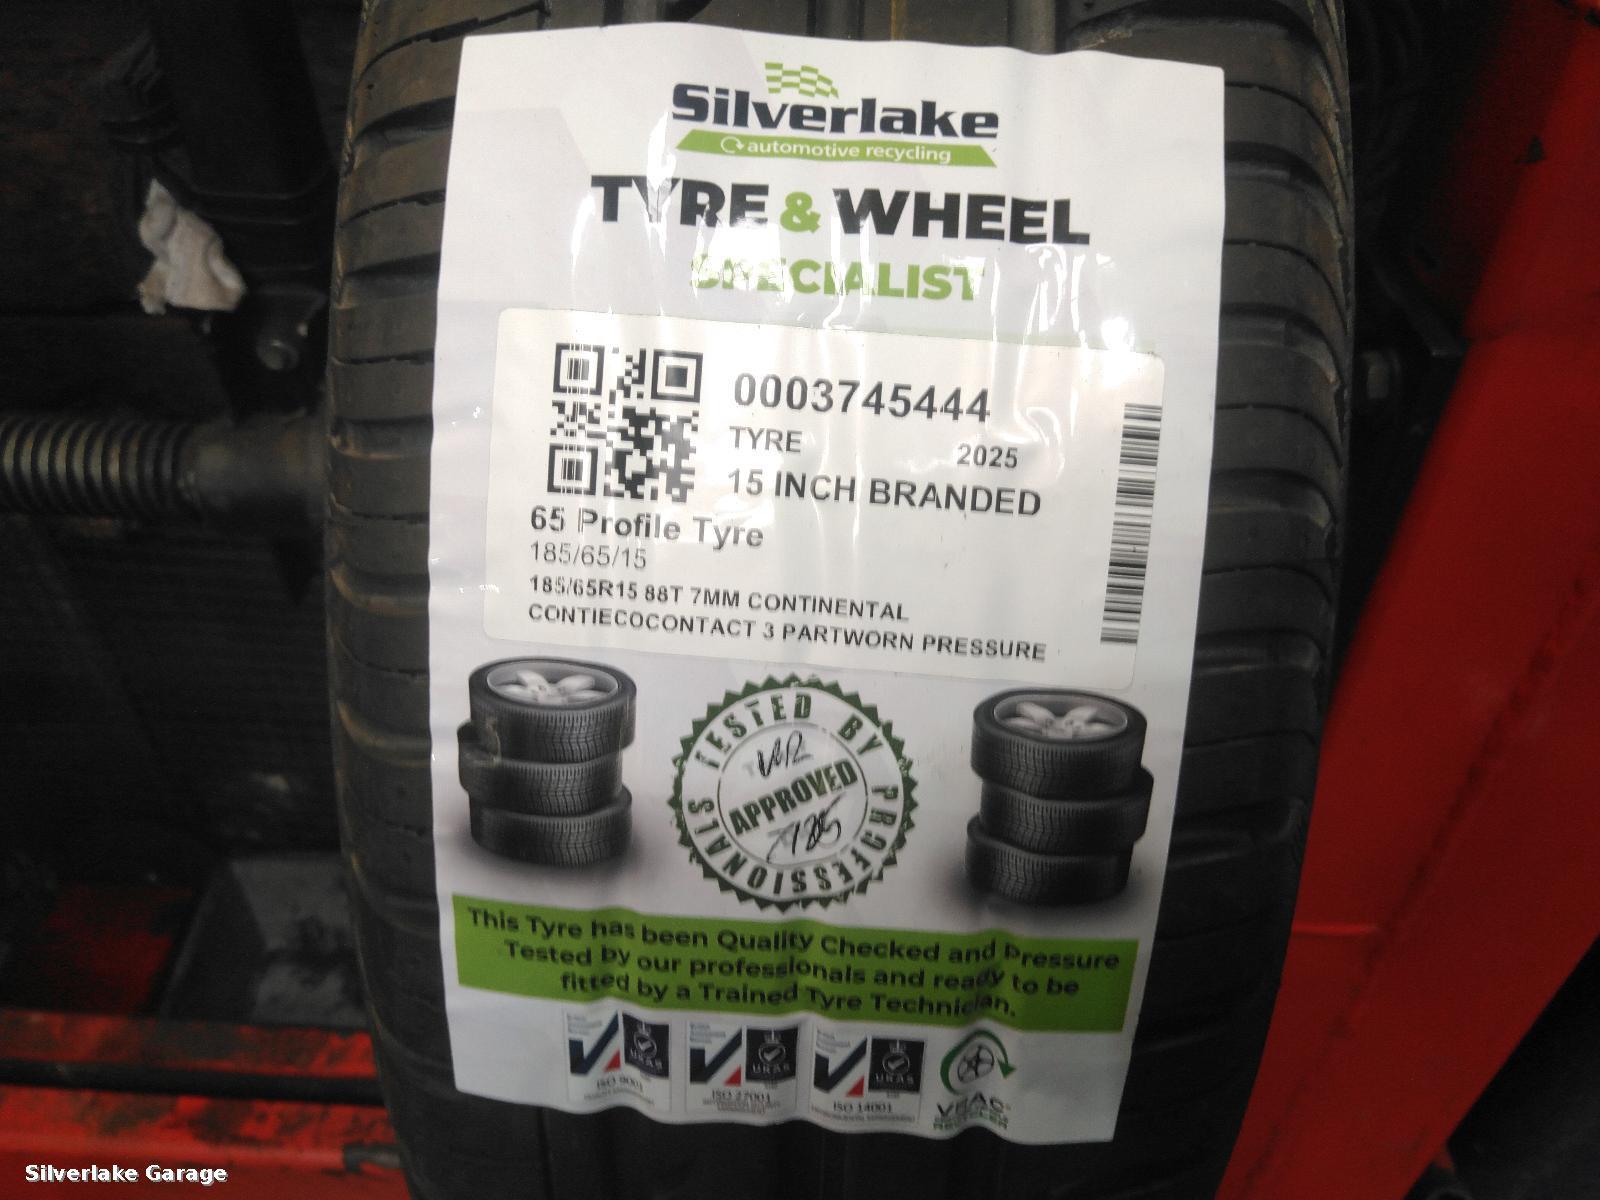 Silverlake
automotive recycling
TYRE & WHEEL
SPECIALIST
0003745444
TYRE 2025
15 INCH BRANDED
65 Profile Tyre
185/65/15
185/65R15 88T 7MM CONTINENTAL
CONTIECOCONTACT 3 PARTWORN PRESSURE
TESTED BY PROFESSIONALS
APPROVED
This Tyre has been Quality Checked and Pressure
Tested by our professionals and ready to be
fitted by a Trained Tyre Technician.
UKAS UKAS UKAS
ISO 9001 ISO 27001 ISO 14001
Silverlake Garage